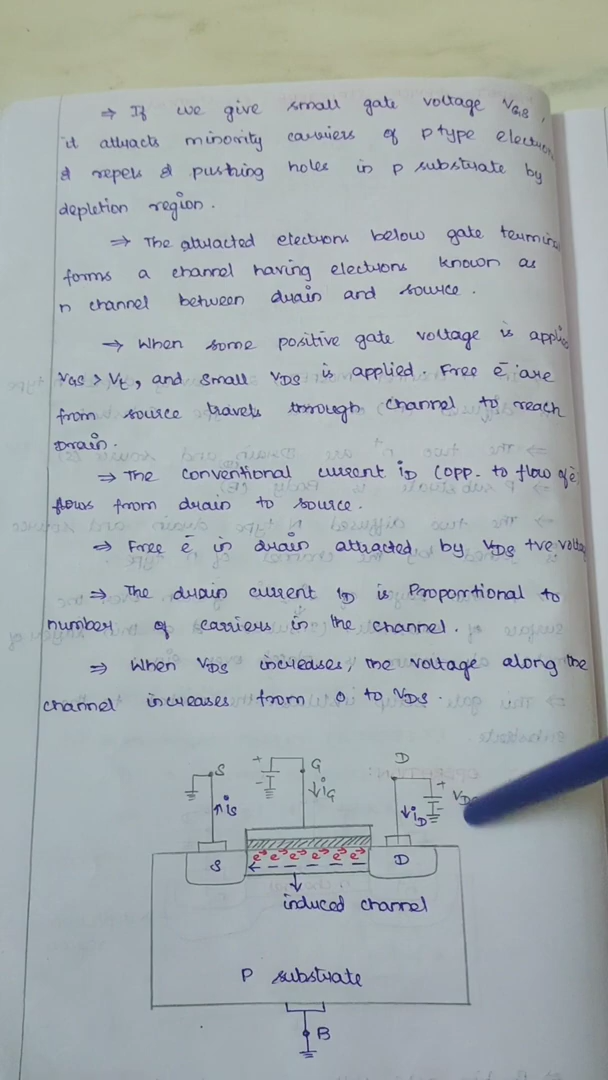 ⇒ If we give small gate voltage VGS,
it attracts minority carriers of p type electrons
& repels & pushing holes in p substrate by
depletion region.
⇒ The attracted electrons below gate terminal
forms a channel having electrons known as
n channel between drain and source.
→ When some positive gate voltage is applied
VGS > Vt, and small VDS is applied. Free ē are
from source travels through channel to reach
Drain.
⇒ The conventional current iD (opp. to flow of ē)
flows from drain to source.
⇒ Free ē in drain attracted by VDS +ve voltage
⇒ The drain current ID is Proportional to
number of carriers in the channel.
⇒ When VDS increases, the voltage along the
channel increases from 0 to VDS.
S + G D +
↑is - ↓iG ↓iD - VDS
e→ e→ e→ e→ e→ e→
S D
induced channel
P substrate
B